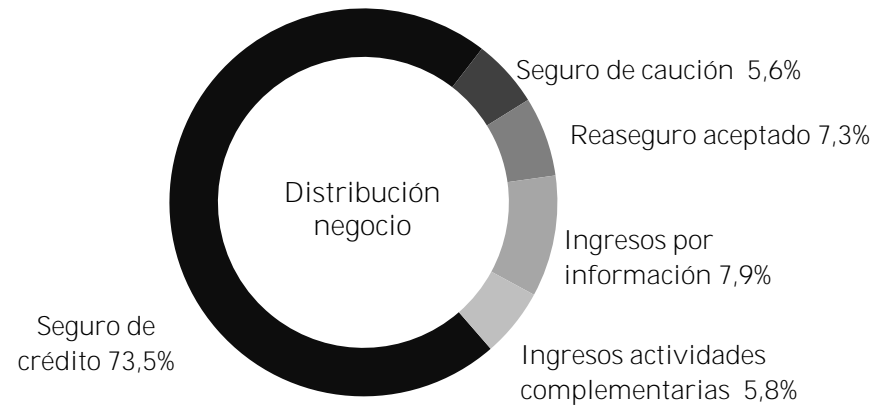 Seguro de caución 5,6%
Reaseguro aceptado 7,3%
Distribución
negocio
Ingresos por
información 7,9%
Seguro de
crédito 73,5%
Ingresos actividades
complementarias 5,8%